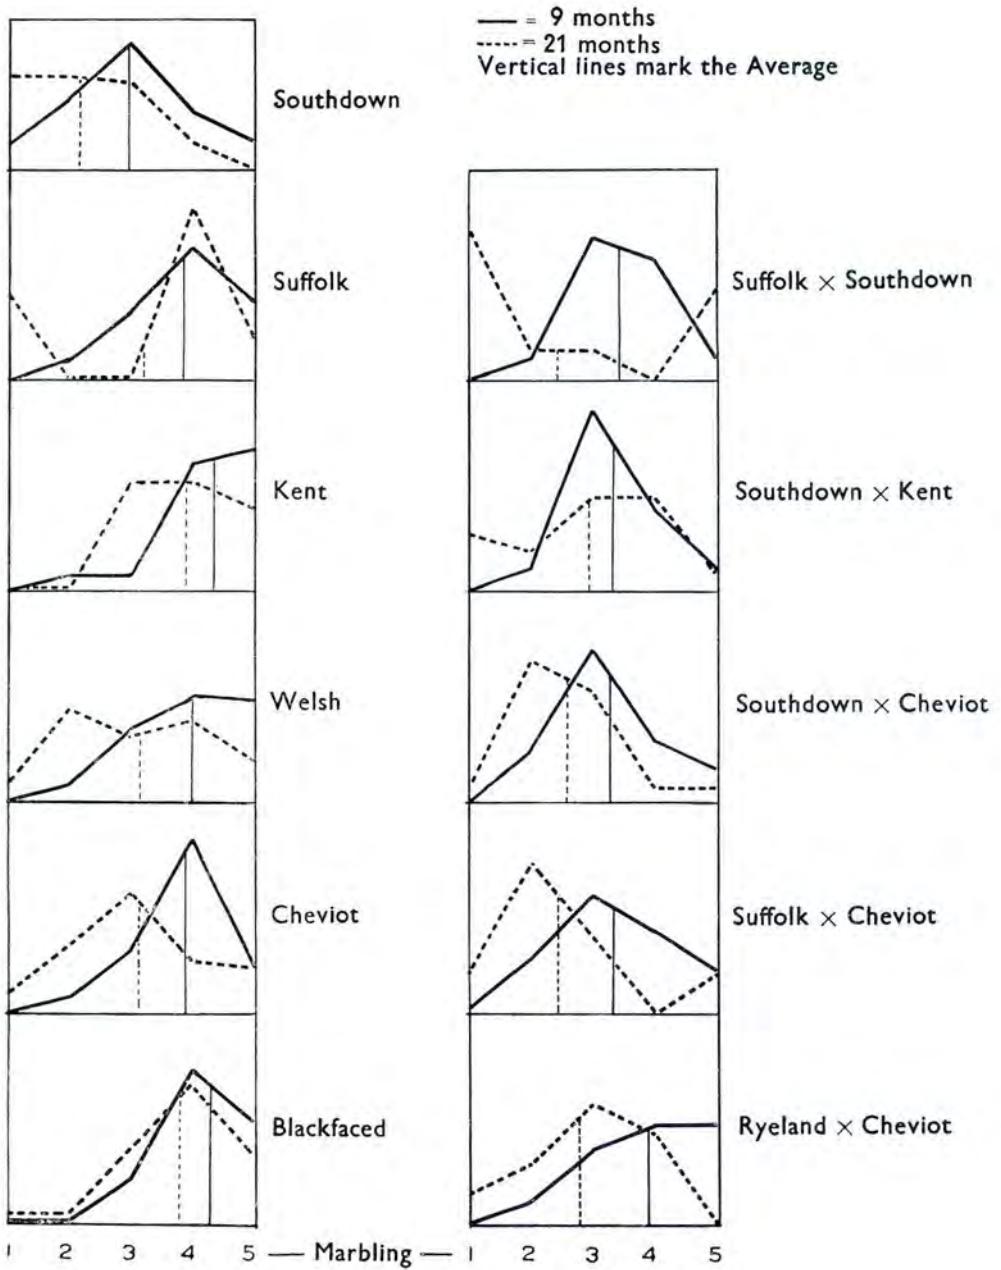 = 9 months
= 21 months
Vertical lines mark the Average
Southdown
Suffolk
Kent
Welsh
Cheviot
Blackfaced
Suffolk × Southdown
Southdown × Kent
Southdown × Cheviot
Suffolk × Cheviot
Ryeland × Cheviot
1 2 3 4 5 — Marbling — 1 2 3 4 5